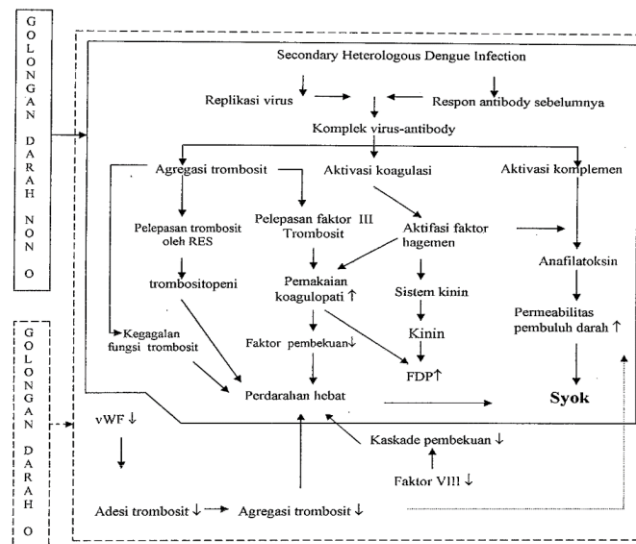 GOLONGAN DARAH NON O
Secondary Heterologous Dengue Infection
Replikasi virus
Respon antibody sebelumnya
Komplek virus-antibody
Agregasi trombosit
Aktivasi koagulasi
Aktivasi komplemen
Pelepasan trombosit
oleh RES
Pelepasan faktor III
Trombosit
Aktifasi faktor
hagemen
Anafilatoksin
trombositopeni
Pemakaian
koagulopati ↑
Sistem kinin
Permeabilitas
pembuluh darah ↑
Kegagalan
fungsi trombosit
Faktor pembekuan↓
Kinin
FDP↑
Perdarahan hebat
Syok
GOLONGAN DARAH O
vWF ↓
Kaskade pembekuan ↓
Faktor VIII ↓
Adesi trombosit ↓
Agregasi trombosit ↓